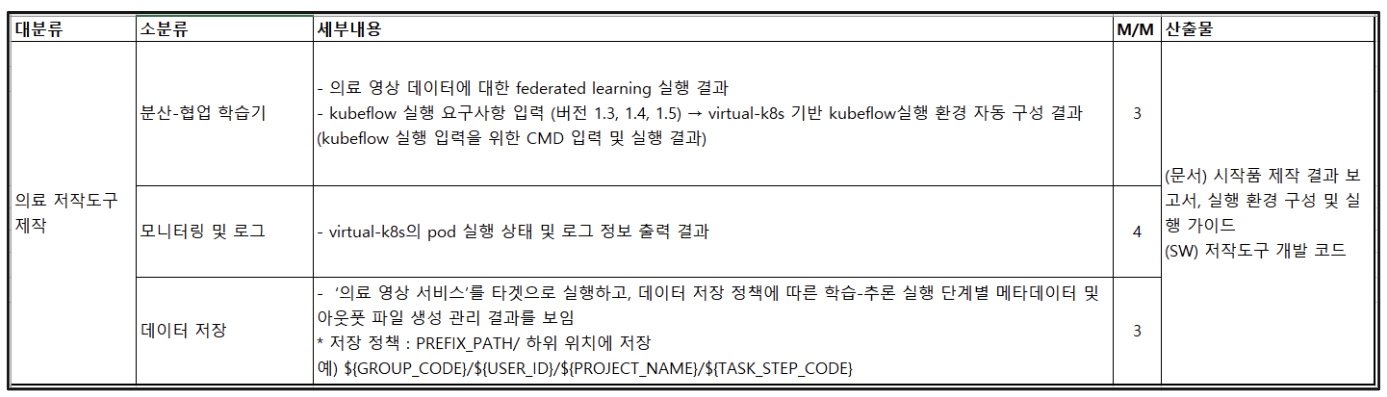 대분류 소분류 세부내용 M/M 산출물
의료 저작도구
제작
분산-협업 학습기
- 의료 영상 데이터에 대한 federated learning 실행 결과
- kubeflow 실행 요구사항 입력 (버전 1.3, 1.4, 1.5) → virtual-k8s 기반 kubeflow실행 환경 자동 구성 결과
(kubeflow 실행 입력을 위한 CMD 입력 및 실행 결과)
3
모니터링 및 로그
- virtual-k8s의 pod 실행 상태 및 로그 정보 출력 결과
4
데이터 저장
- ‘의료 영상 서비스’를 타겟으로 실행하고, 데이터 저장 정책에 따른 학습-추론 실행 단계별 메타데이터 및
아웃풋 파일 생성 관리 결과를 보임
* 저장 정책 : PREFIX_PATH/ 하위 위치에 저장
예) ${GROUP_CODE}/${USER_ID}/${PROJECT_NAME}/${TASK_STEP_CODE}
3
(문서) 시작품 제작 결과 보
고서, 실행 환경 구성 및 실
행 가이드
(SW) 저작도구 개발 코드